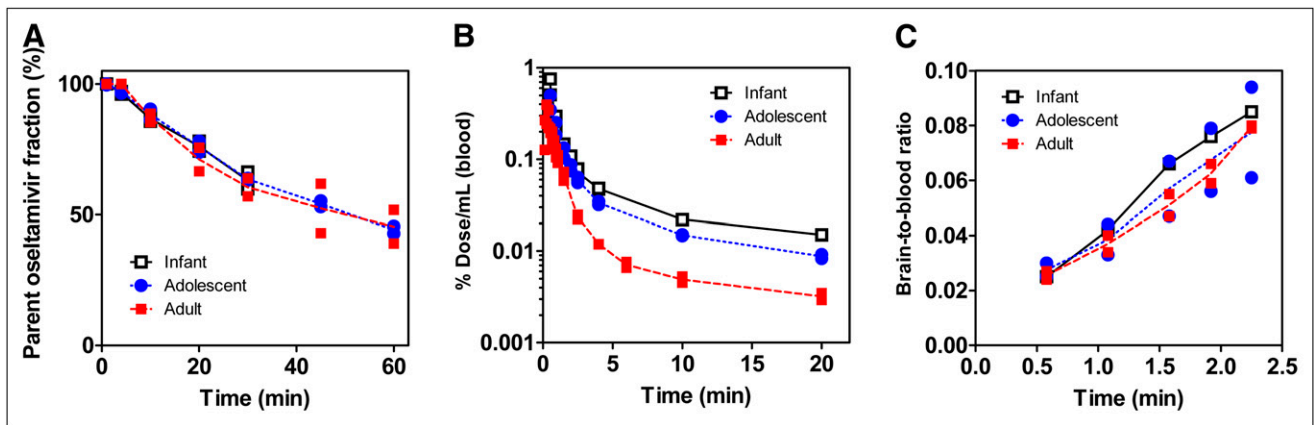 A
Parent oseltamivir fraction (%)
100
50
0
Infant
Adolescent
Adult
0 20 40 60
Time (min)
B
% Dose/mL (blood)
1
0.1
0.01
0.001
Infant
Adolescent
Adult
0 5 10 15 20
Time (min)
C
Brain-to-blood ratio
0.10
0.08
0.06
0.04
0.02
0.00
Infant
Adolescent
Adult
0.0 0.5 1.0 1.5 2.0 2.5
Time (min)